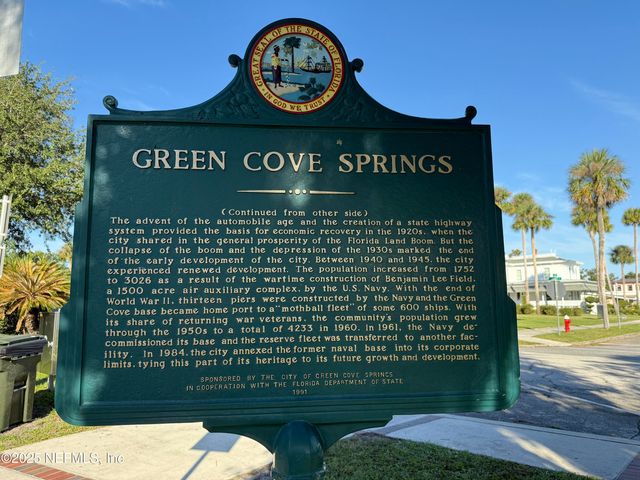 GREAT SEAL OF THE STATE OF FLORIDA
IN GOD WE TRUST
GREEN COVE SPRINGS
(Continued from other side)
The advent of the automobile age and the creation of a state highway
system provided the basis for economic recovery in the 1920s, when the
city shared in the general prosperity of the Florida Land Boom. But the
collapse of the boom and the depression of the 1930s marked the end
of the early development of the city. Between 1940 and 1945, the city
experienced renewed development. The population increased from 1752
to 3026 as a result of the wartime construction of Benjamin Lee Field,
a 1500 acre air auxiliary complex, by the U.S. Navy. With the end of
World War II, thirteen piers were constructed by the Navy and the Green
Cove base became home port to a "mothball fleet" of some 600 ships. With
its share of returning war veterans, the community's population grew
through the 1950s to a total of 4233 in 1960. In 1961, the Navy de-
commissioned its base and the reserve fleet was transferred to another fac-
ility. In 1984, the city annexed the former naval base into its corporate
limits, tying this part of its heritage to its future growth and development.
SPONSORED BY THE CITY OF GREEN COVE SPRINGS
IN COOPERATION WITH THE FLORIDA DEPARTMENT OF STATE
1991
©2025 NEFMLS, Inc